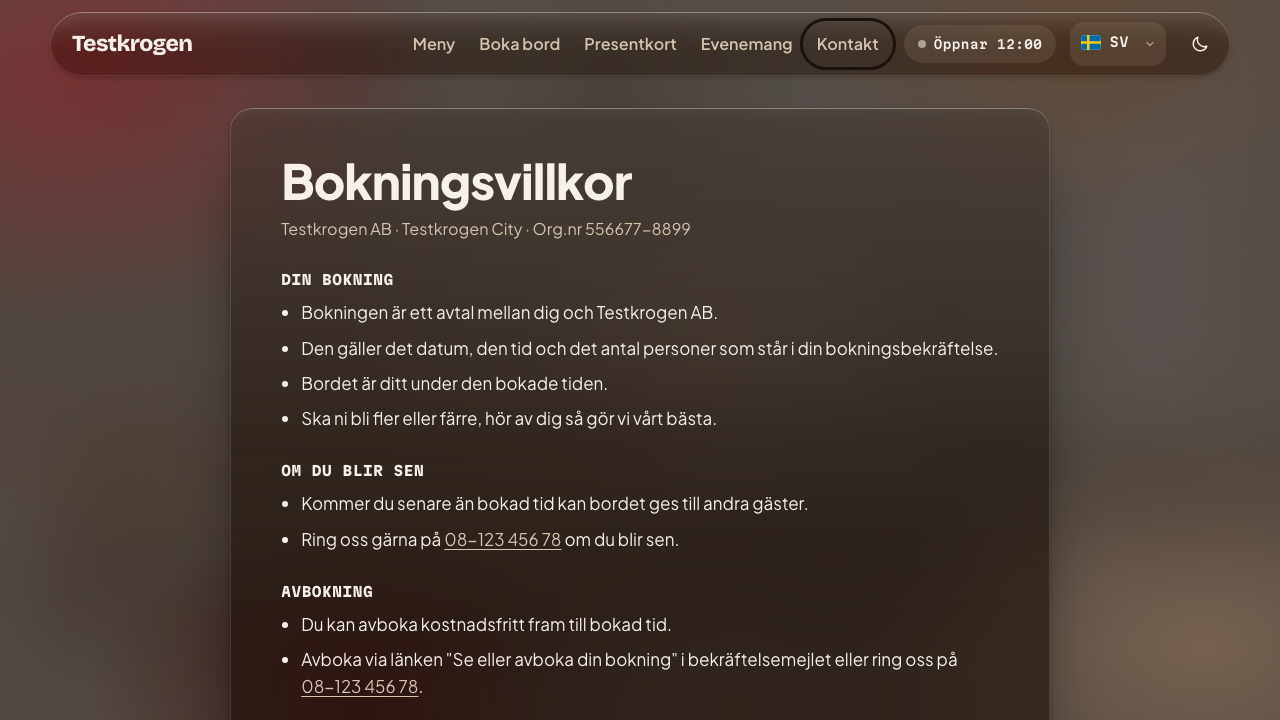 Testkrogen
Meny
Boka bord
Presentkort
Evenemang
Kontakt
Öppnar 12:00
SV
Bokningsvillkor
Testkrogen AB · Testkrogen City · Org.nr 556677–8899
DIN BOKNING
• Bokningen är ett avtal mellan dig och Testkrogen AB.
• Den gäller det datum, den tid och det antal personer som står i din bokningsbekräftelse.
• Bordet är ditt under den bokade tiden.
• Ska ni bli fler eller färre, hör av dig så gör vi vårt bästa.
OM DU BLIR SEN
• Kommer du senare än bokad tid kan bordet ges till andra gäster.
• Ring oss gärna på 08–123 456 78 om du blir sen.
AVBOKNING
• Du kan avboka kostnadsfritt fram till bokad tid.
• Avboka via länken "Se eller avboka din bokning" i bekräftelsemejlet eller ring oss på
08–123 456 78.